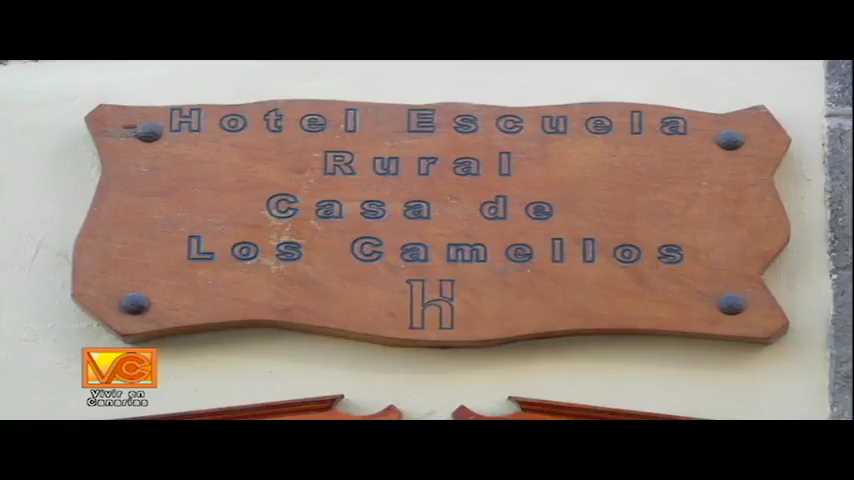 Hotel Escuela
Rural
Casa de
Los Camellos
H
VC
Vivir en
Canarias